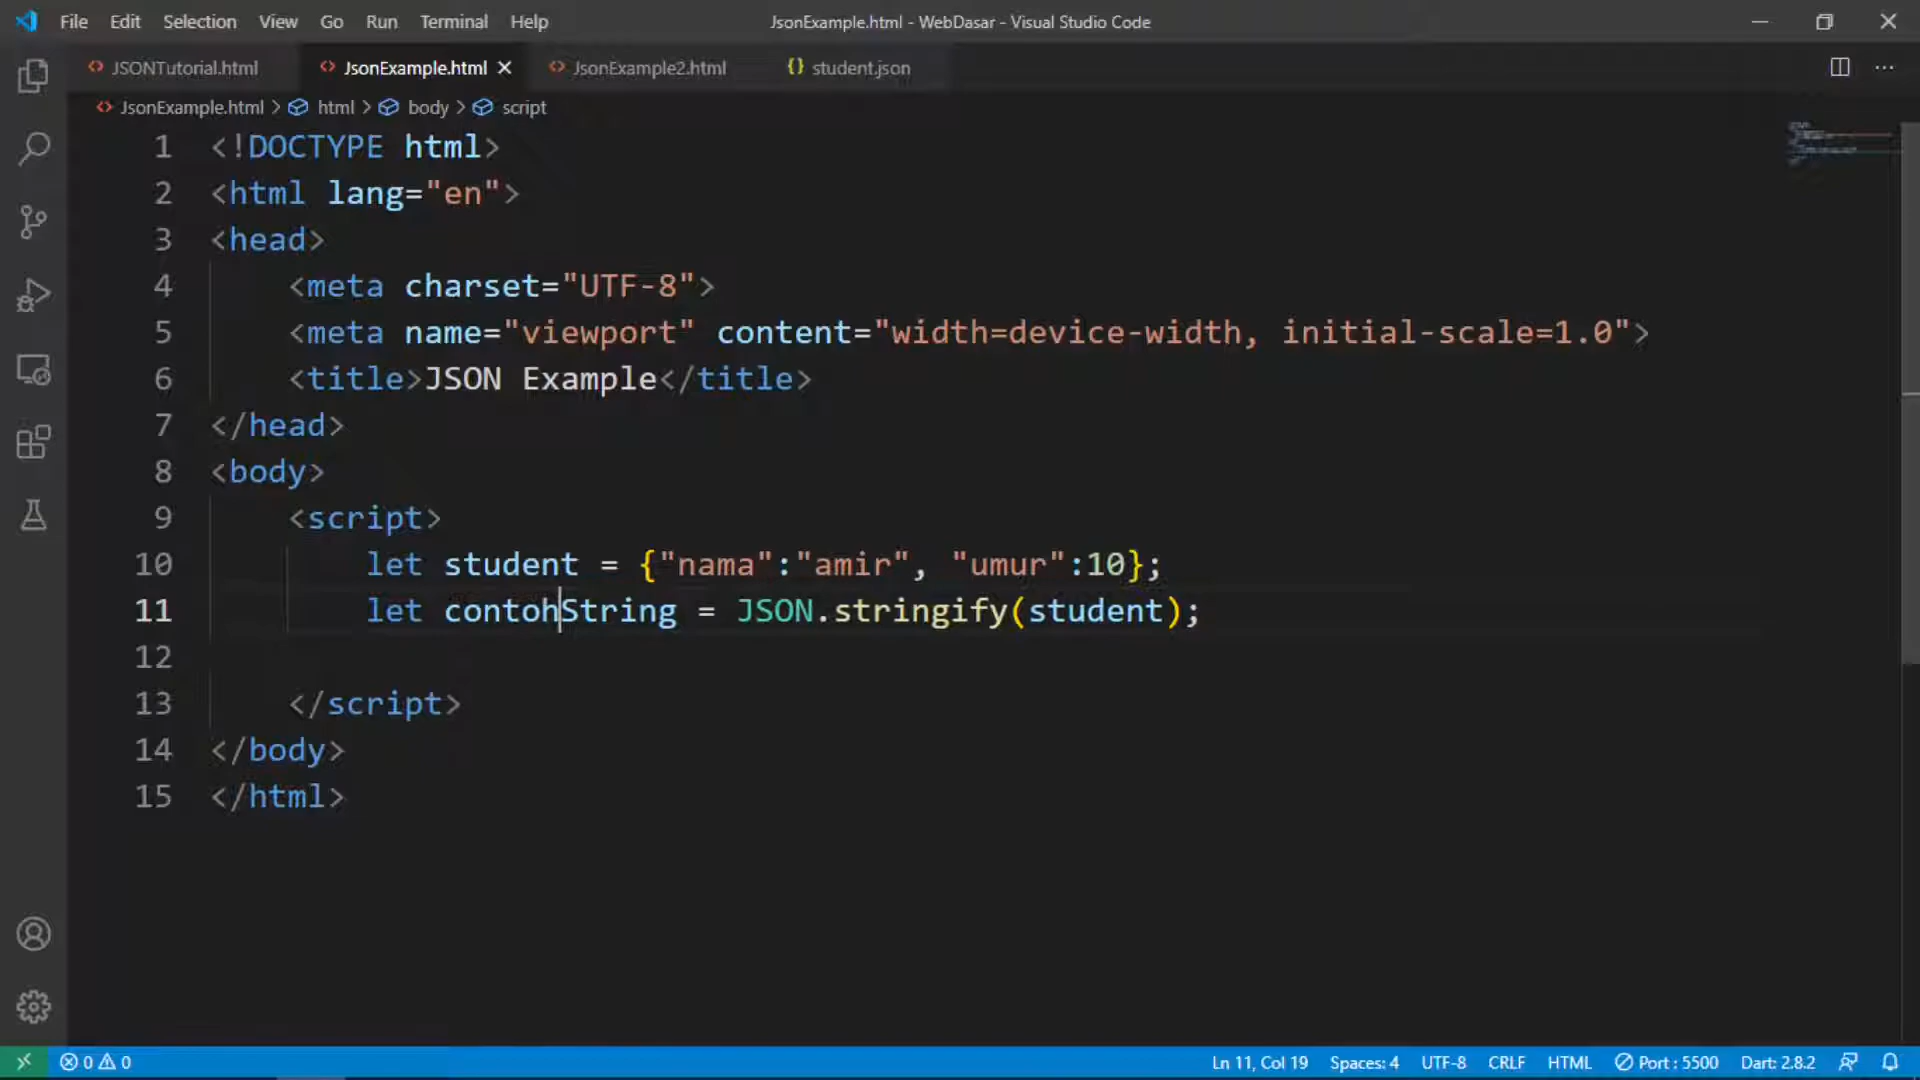 File Edit Selection View Go Run Terminal Help JsonExample.html - WebDasar - Visual Studio Code
JSONTutorial.html JsonExample.html JsonExample2.html {} student.json
JsonExample.html > html > body > script
1 <!DOCTYPE html>
2 <html lang="en">
3 <head>
4 <meta charset="UTF-8">
5 <meta name="viewport" content="width=device-width, initial-scale=1.0">
6 <title>JSON Example</title>
7 </head>
8 <body>
9 <script>
10 let student = {"nama":"amir", "umur":10};
11 let contohString = JSON.stringify(student);
12
13 </script>
14 </body>
15 </html>
0 0 Ln 11, Col 19 Spaces: 4 UTF-8 CRLF HTML Port : 5500 Dart: 2.8.2